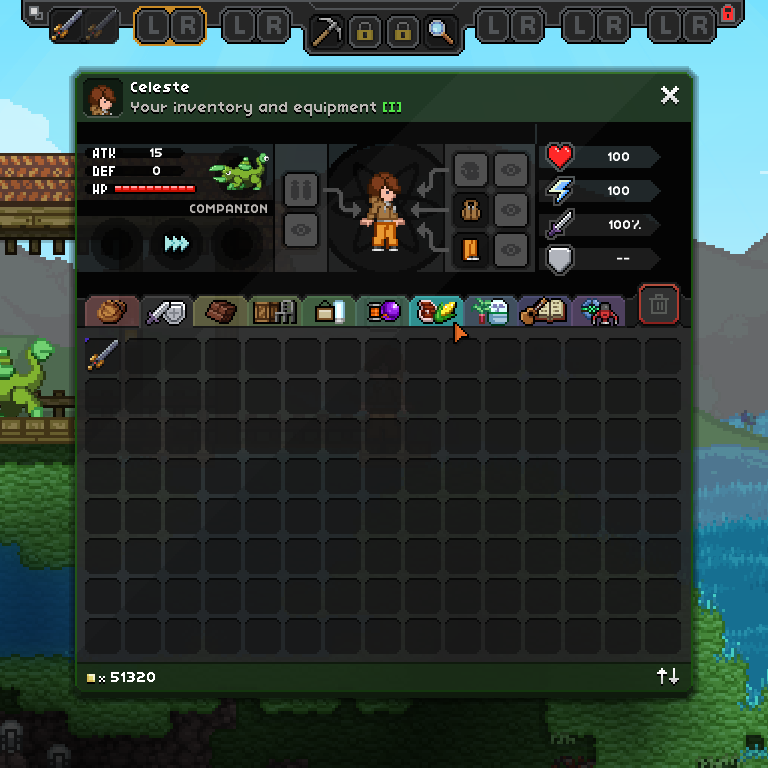 L R L R L R L R L R
Celeste
Your inventory and equipment [I]
ATK 15
DEF 0
HP
COMPANION
100
100
100%
--
x 51320